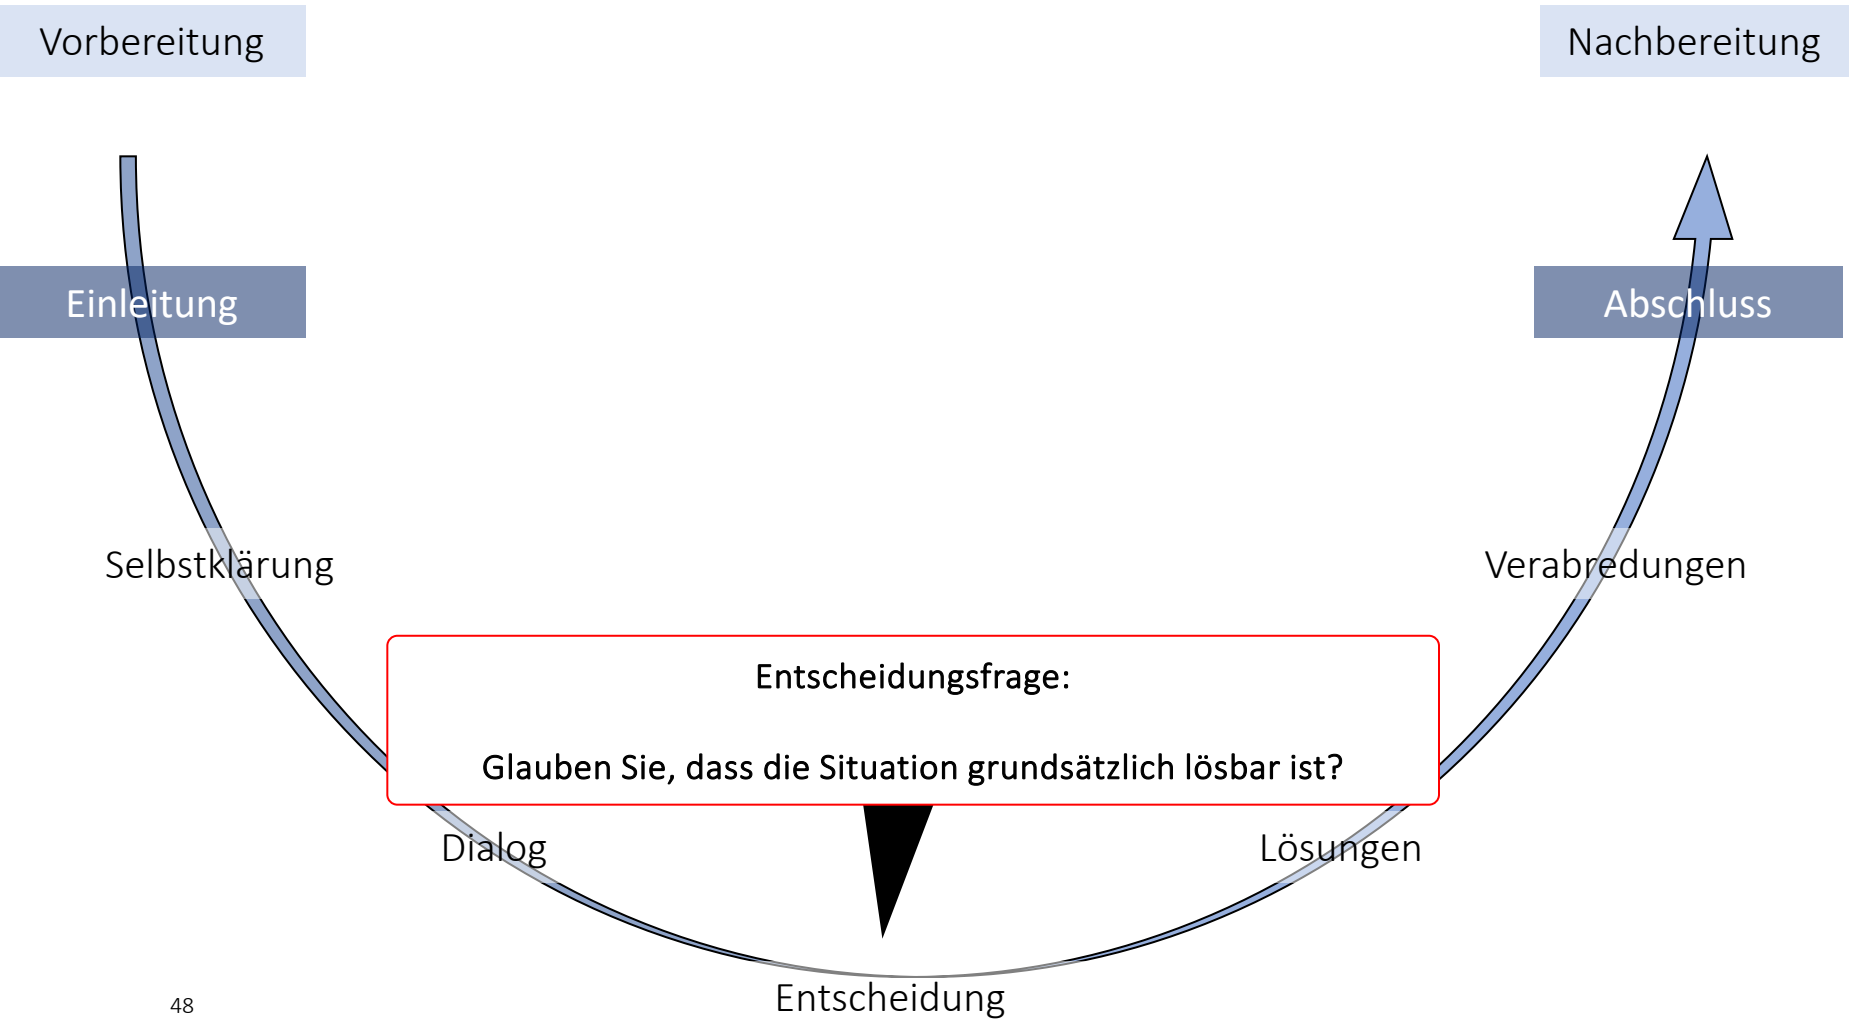 Vorbereitung
Nachbereitung
Einleitung
Abschluss
Selbstklärung
Verabredungen
Entscheidungsfrage:
Glauben Sie, dass die Situation grundsätzlich lösbar ist?
Dialog
Lösungen
Entscheidung
48